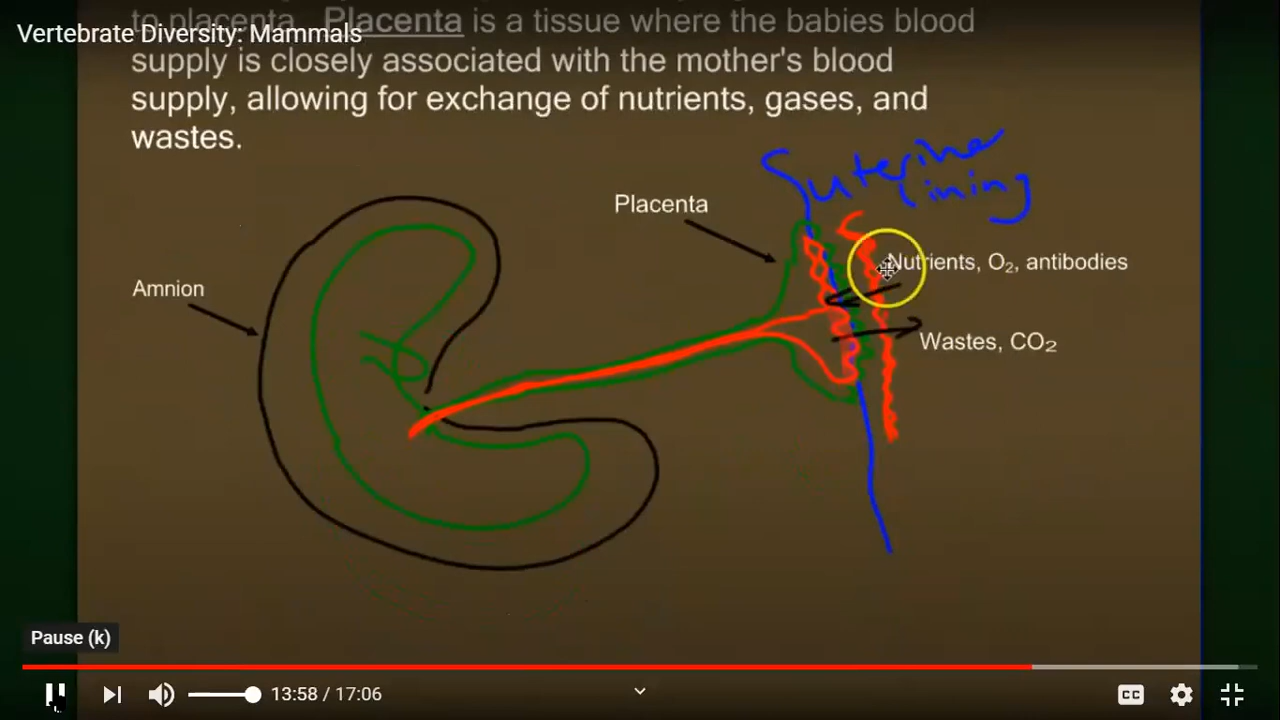 to placenta. Placenta is a tissue where the babies blood
Vertebrate Diversity: Mammals
supply is closely associated with the mother's blood
supply, allowing for exchange of nutrients, gases, and
wastes.
uterine
lining
Placenta
Nutrients, O₂, antibodies
Amnion
Wastes, CO₂
Pause (k)
13:58 / 17:06
CC